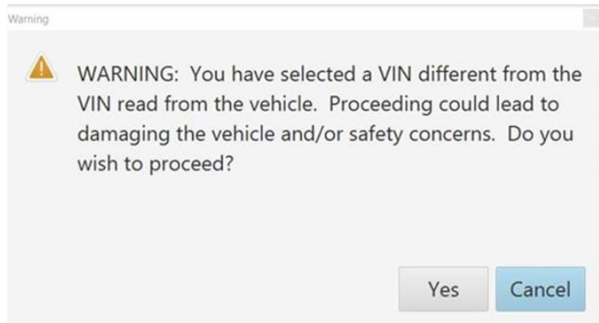 Warning
WARNING: You have selected a VIN different from the
VIN read from the vehicle. Proceeding could lead to
damaging the vehicle and/or safety concerns. Do you
wish to proceed?
Yes Cancel